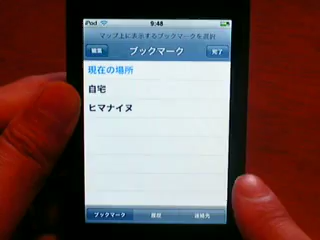 iPod 9:48
マップ上に表示するブックマークを選択
編集 ブックマーク 完了
現在の場所
自宅
ヒマナイヌ
ブックマーク 履歴 連絡先